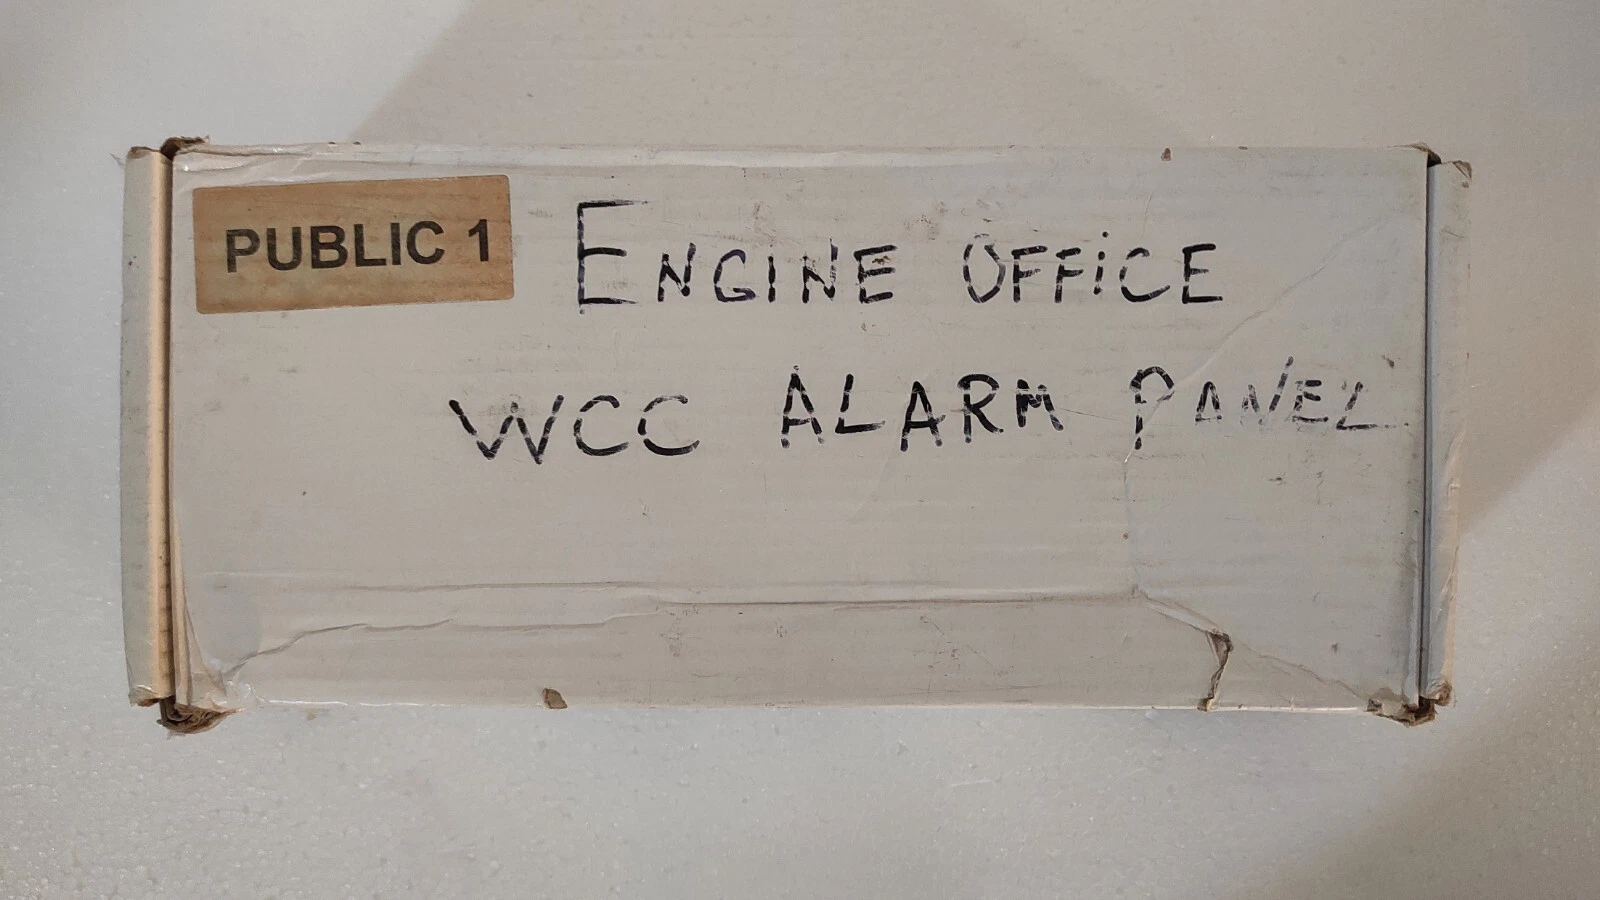 PUBLIC 1
ENGINE OFFiCE
WCC ALARM PANEL